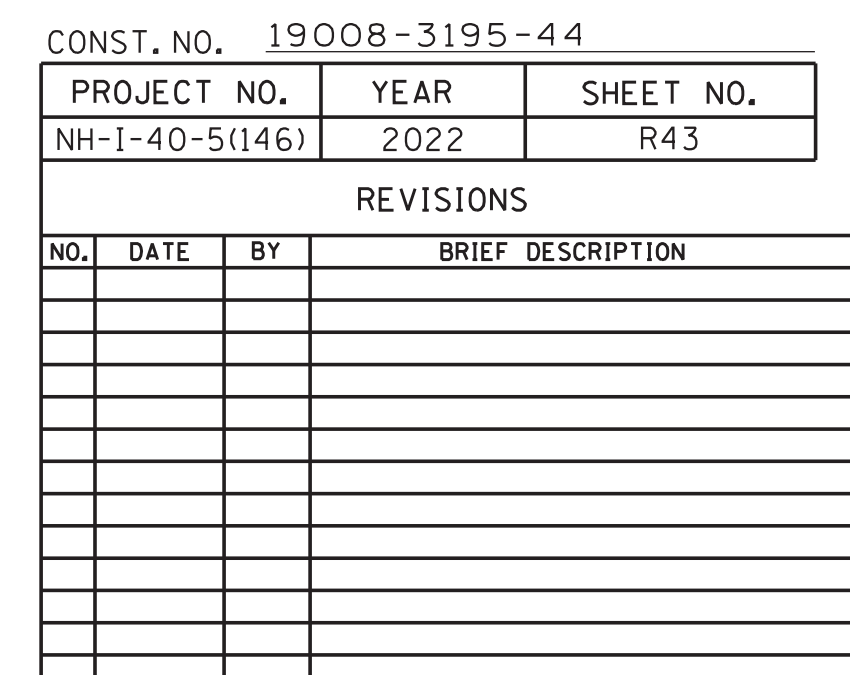 CONST. NO. 19008-3195-44
PROJECT NO. YEAR SHEET NO.
NH-I-40-5(146) 2022 R43
REVISIONS
NO. DATE BY BRIEF DESCRIPTION